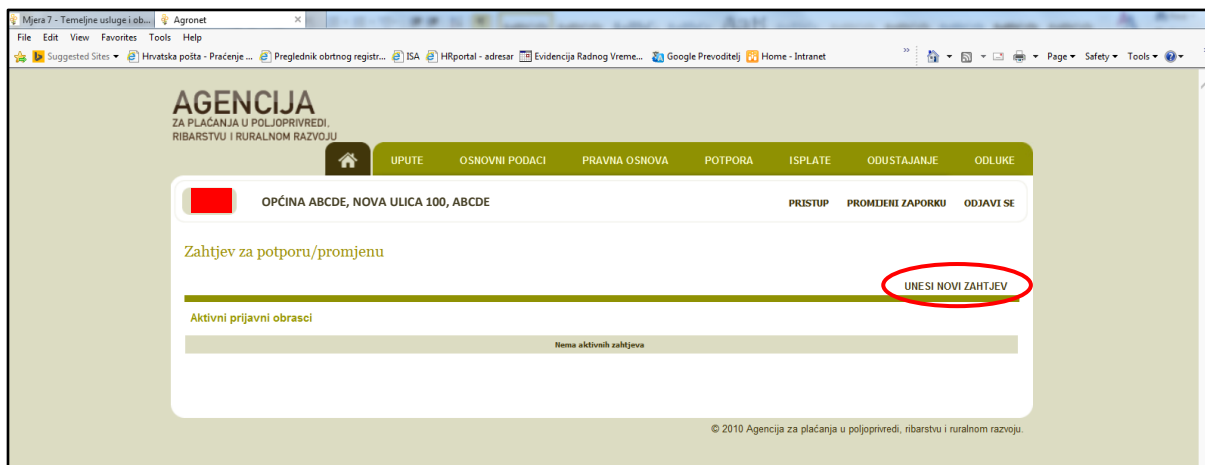 Mjera 7 - Temeljne usluge i ob... Agronet
File Edit View Favorites Tools Help
Suggested Sites Hrvatska pošta - Praćenje ... Preglednik obrtnog registr... ISA HRportal - adresar Evidencija Radnog Vreme... Google Prevoditelj Home - Intranet Page Safety Tools
AGENCIJA
ZA PLAĆANJA U POLJOPRIVREDI,
RIBARSTVU I RURALNOM RAZVOJU
UPUTE OSNOVNI PODACI PRAVNA OSNOVA POTPORA ISPLATE ODUSTAJANJE ODLUKE
OPĆINA ABCDE, NOVA ULICA 100, ABCDE PRISTUP PROMIJENI ZAPORKU ODJAVI SE
Zahtjev za potporu/promjenu
UNESI NOVI ZAHTJEV
Aktivni prijavni obrasci
Nema aktivnih zahtjeva
© 2010 Agencija za plaćanja u poljoprivredi, ribarstvu i ruralnom razvoju.